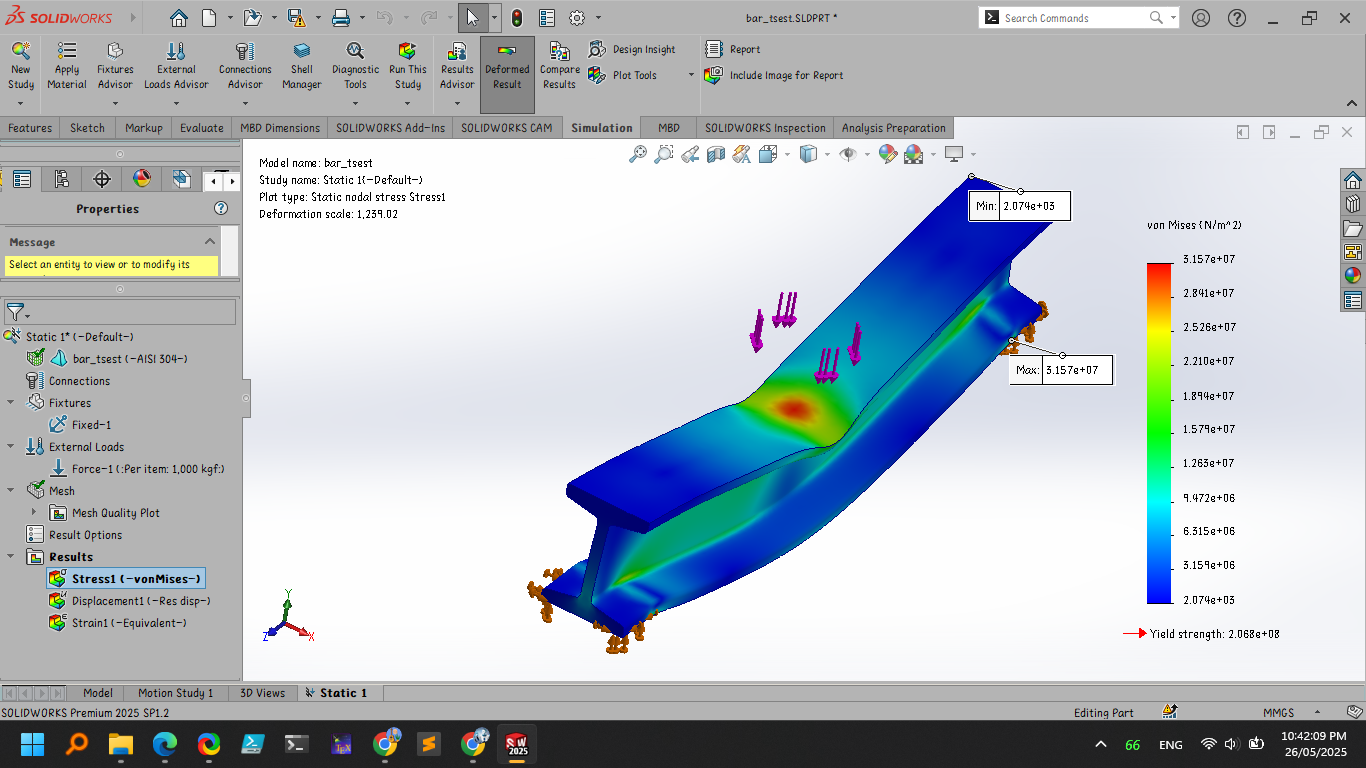 SOLIDWORKS
bar_tsest.SLDPRT *
Search Commands
New Study
Apply Material
Fixtures Advisor
External Loads Advisor
Connections Advisor
Shell Manager
Diagnostic Tools
Run This Study
Results Advisor
Deformed Result
Compare Results
Design Insight
Plot Tools
Report
Include Image for Report
Features
Sketch
Markup
Evaluate
MBD Dimensions
SOLIDWORKS Add-Ins
SOLIDWORKS CAM
Simulation
MBD
SOLIDWORKS Inspection
Analysis Preparation
Properties
Message
Select an entity to view or to modify its
Static 1* (-Default-)
bar_tsest (-AISI 304-)
Connections
Fixtures
Fixed-1
External Loads
Force-1 (:Per item: 1,000 kgf:)
Mesh
Mesh Quality Plot
Result Options
Results
Stress1 (-vonMises-)
Displacement1 (-Res disp-)
Strain1 (-Equivalent-)
Model name: bar_tsest
Study name: Static 1(-Default-)
Plot type: Static nodal stress Stress1
Deformation scale: 1,239.02
Min: 2.074e+03
Max: 3.157e+07
von Mises (N/m^2)
3.157e+07
2.841e+07
2.526e+07
2.210e+07
1.894e+07
1.579e+07
1.263e+07
9.472e+06
6.315e+06
3.159e+06
2.074e+03
Yield strength: 2.068e+08
Y
Z
X
Model
Motion Study 1
3D Views
Static 1
SOLIDWORKS Premium 2025 SP1.2
Editing Part
MMGS
66
ENG
10:42:09 PM
26/05/2025